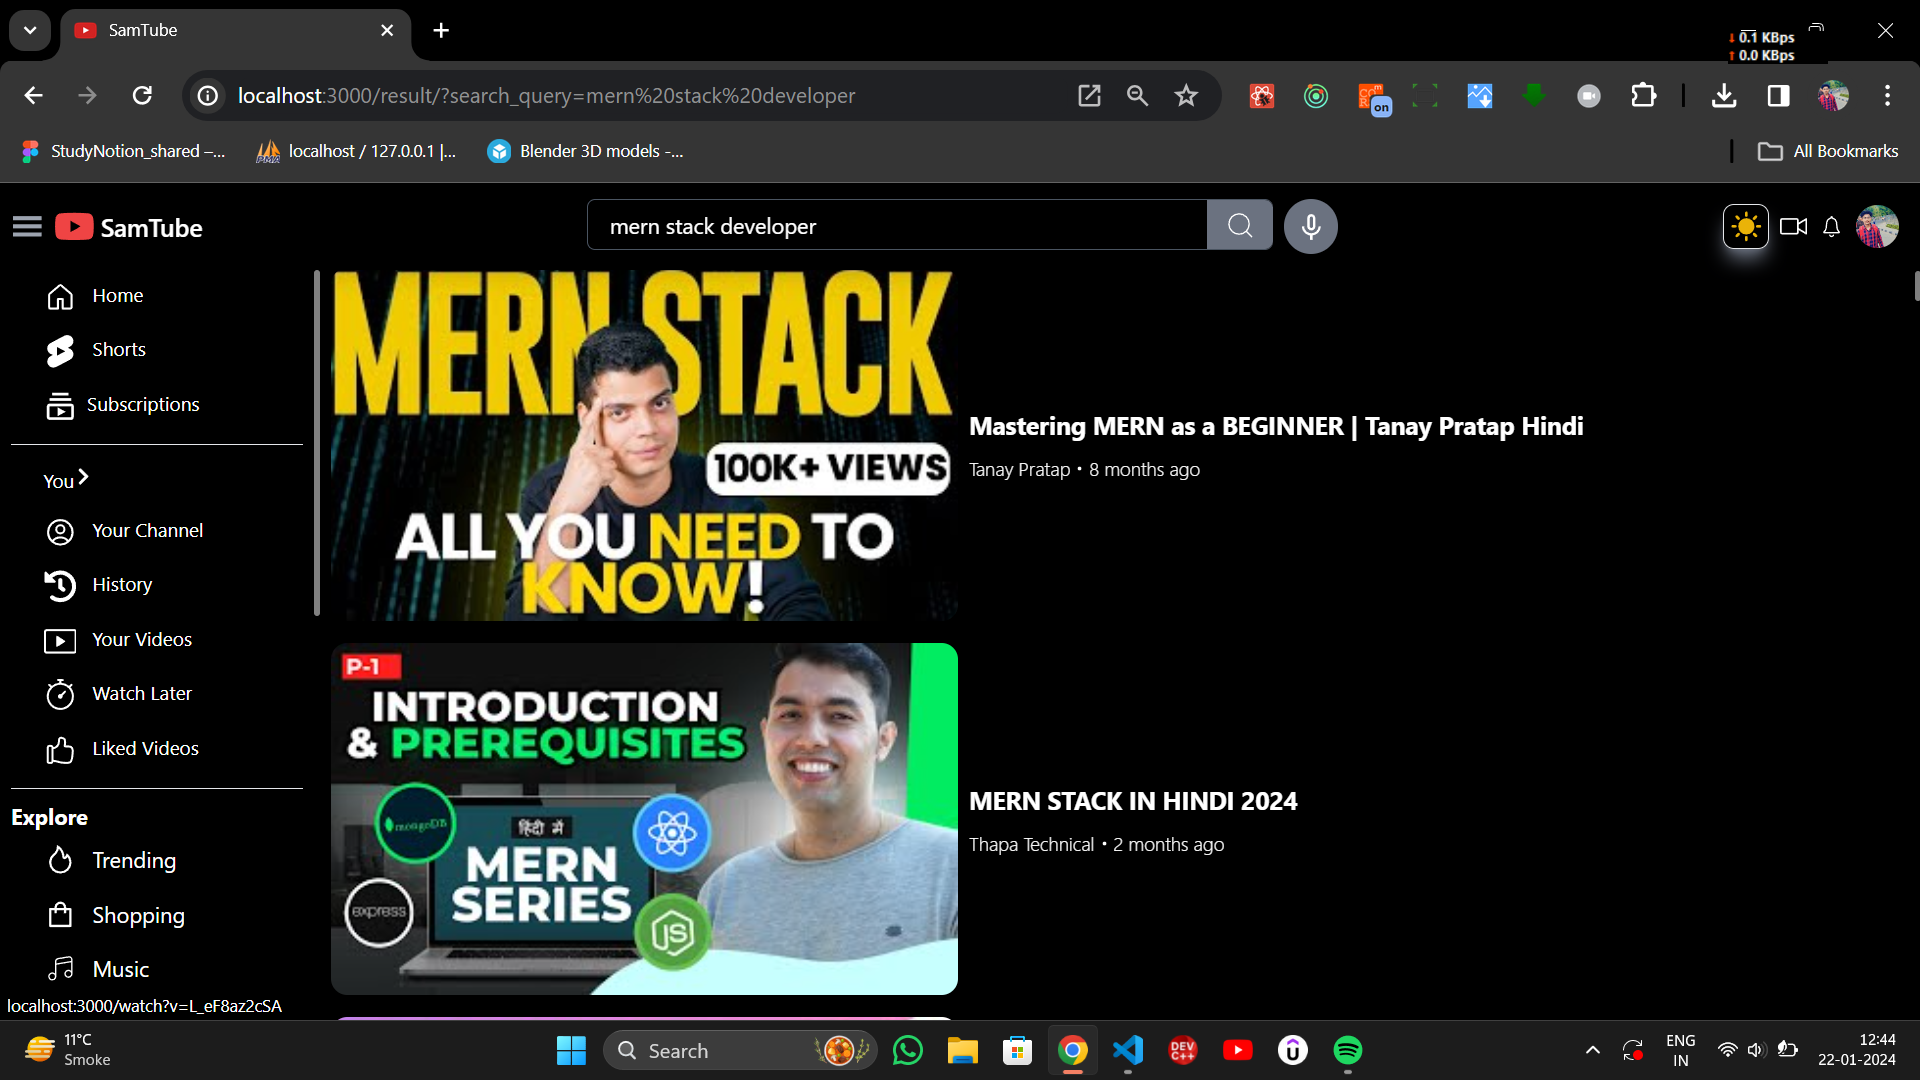 SamTube
0.1 KBps
0.0 KBps
localhost:3000/result/?search_query=mern%20stack%20developer
on
StudyNotion_shared –...
localhost / 127.0.0.1 |...
Blender 3D models -...
All Bookmarks
SamTube
mern stack developer
Home
Shorts
Subscriptions
You
Your Channel
History
Your Videos
Watch Later
Liked Videos
Explore
Trending
Shopping
Music
MERN STACK
100K+ VIEWS
ALL YOU NEED TO
KNOW!
Mastering MERN as a BEGINNER | Tanay Pratap Hindi
Tanay Pratap • 8 months ago
P-1
INTRODUCTION
& PREREQUISITES
mongoDB
हिंदी में
MERN
SERIES
express
JS
MERN STACK IN HINDI 2024
Thapa Technical • 2 months ago
localhost:3000/watch?v=L_eF8az2cSA
11°C
Smoke
Search
DEV
C++
ENG
IN
12:44
22-01-2024